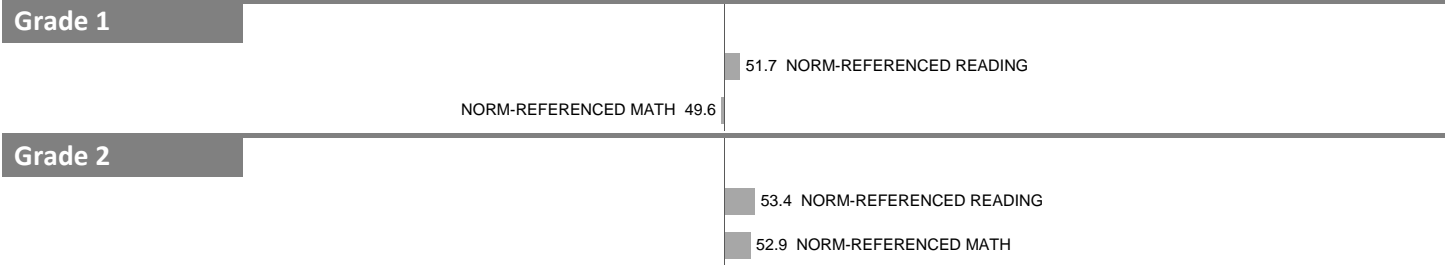 Grade 1
51.7 NORM-REFERENCED READING
NORM-REFERENCED MATH 49.6
Grade 2
53.4 NORM-REFERENCED READING
52.9 NORM-REFERENCED MATH